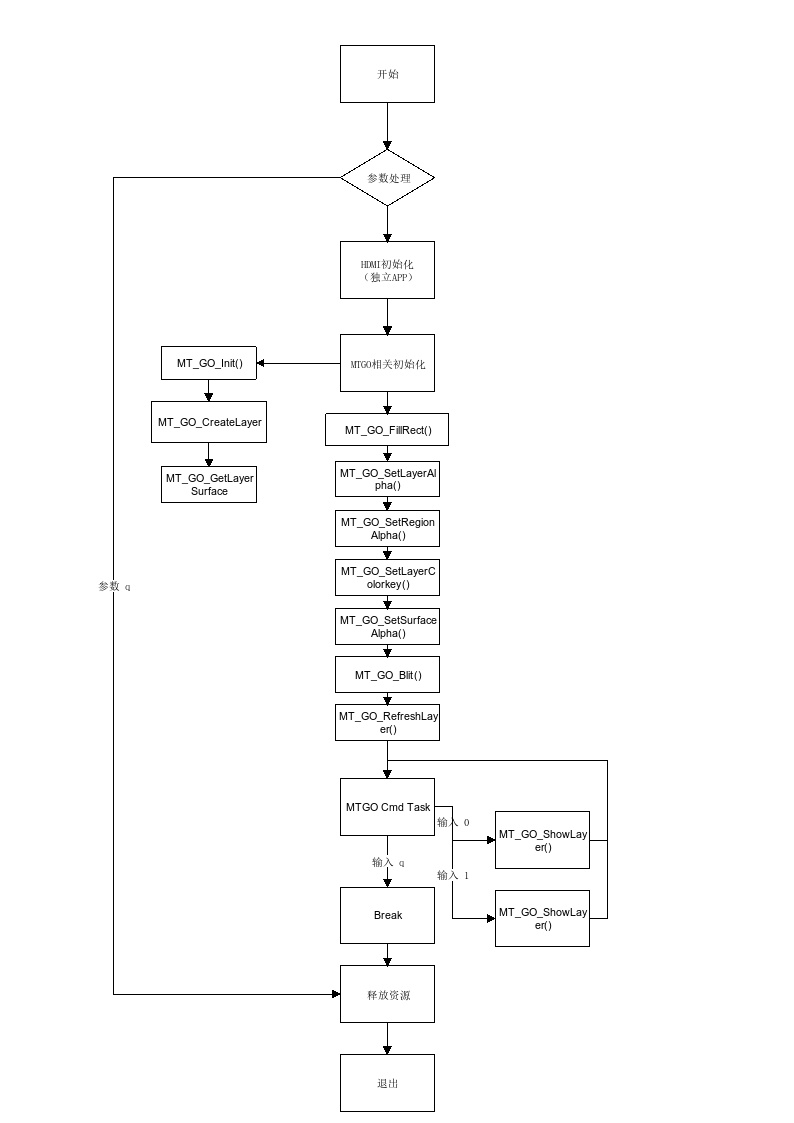 开始
参数处理
HDMI初始化
（独立APP）
MTGO相关初始化
MT_GO_Init()
MT_GO_CreateLayer
MT_GO_GetLayer
Surface
MT_GO_FillRect()
MT_GO_SetLayerAl
pha()
MT_GO_SetRegion
Alpha()
MT_GO_SetLayerC
olorkey()
参数 q
MT_GO_SetSurface
Alpha()
MT_GO_Blit()
MT_GO_RefreshLay
er()
MTGO Cmd Task
输入 0
MT_GO_ShowLay
er()
输入 q
输入 1
MT_GO_ShowLay
er()
Break
释放资源
退出